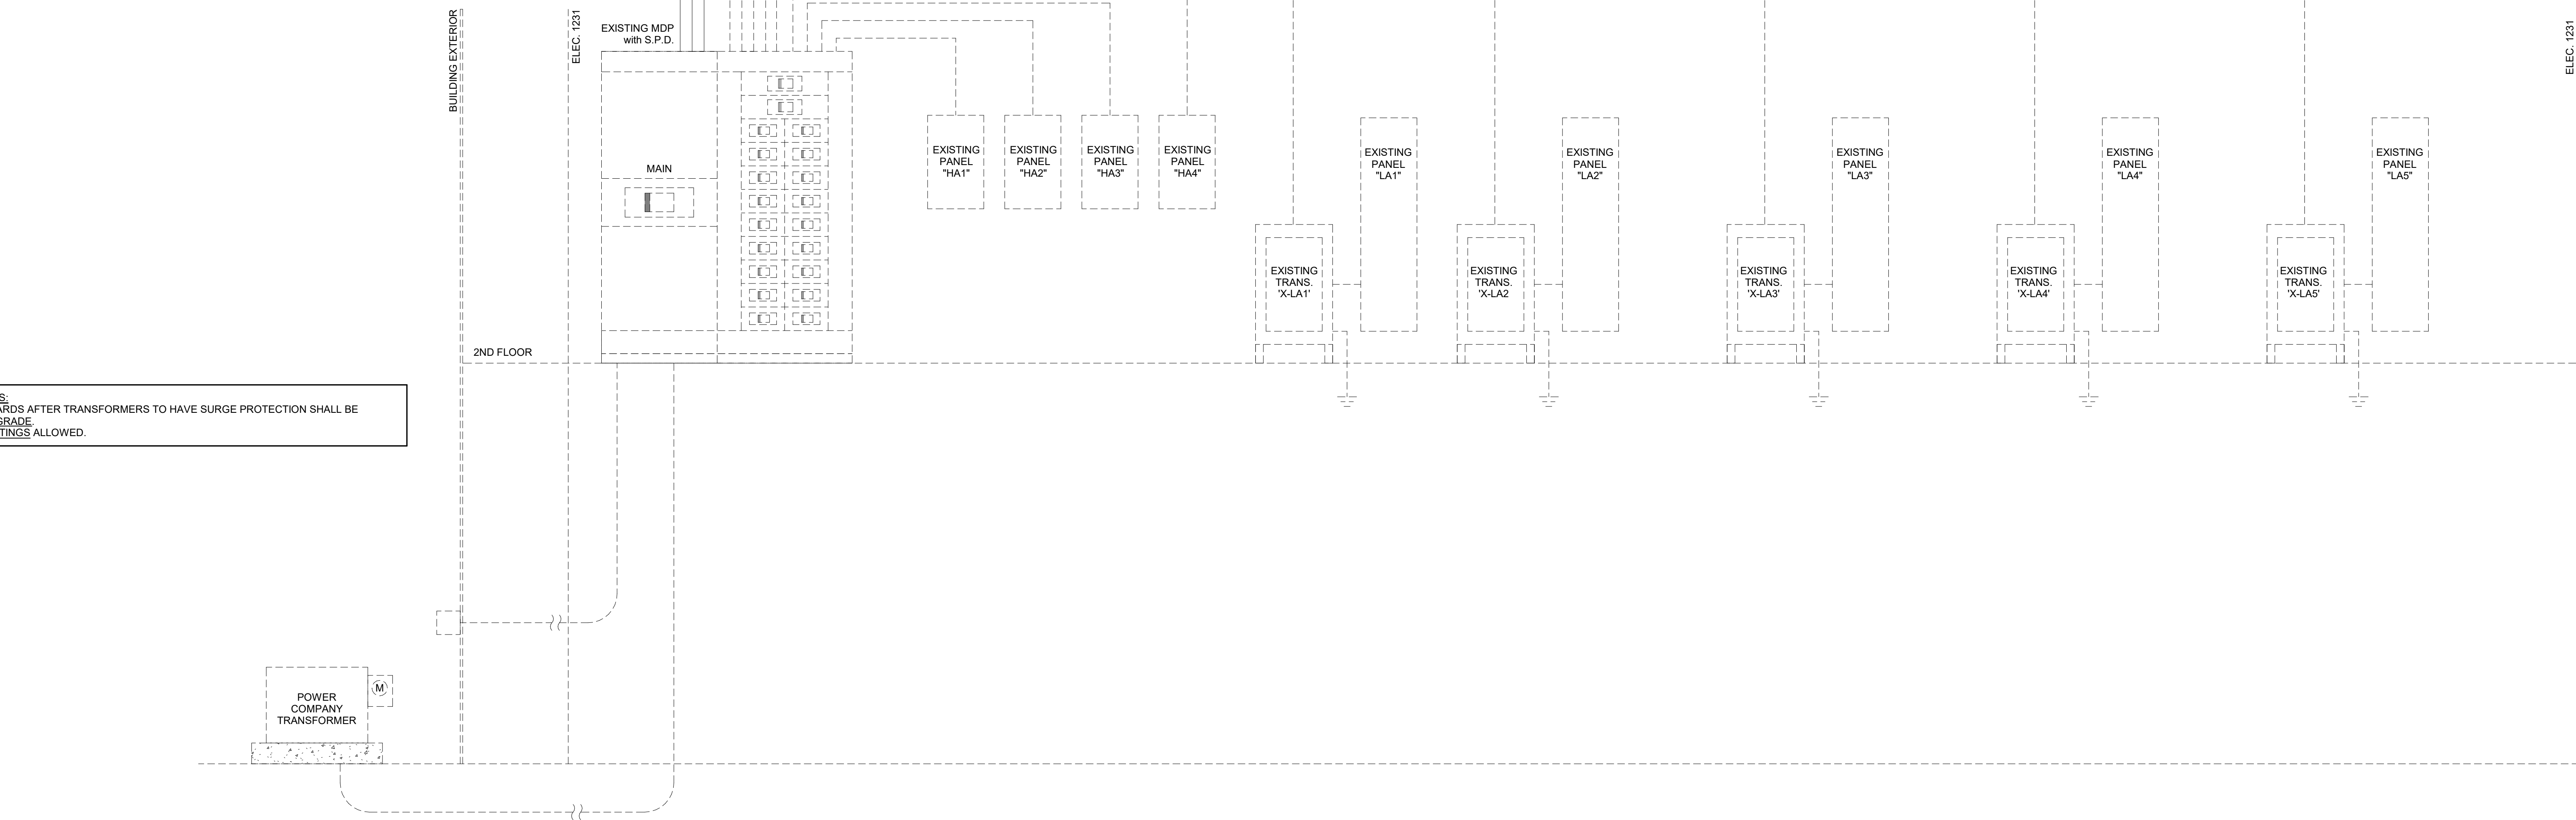 BUILDING EXTERIOR
ELEC. 1231
EXISTING MDP
with S.P.D.
MAIN
EXISTING
PANEL
"HA1"
EXISTING
PANEL
"HA2"
EXISTING
PANEL
"HA3"
EXISTING
PANEL
"HA4"
EXISTING
TRANS.
'X-LA1'
EXISTING
PANEL
"LA1"
EXISTING
TRANS.
'X-LA2
EXISTING
PANEL
"LA2"
EXISTING
TRANS.
'X-LA3'
EXISTING
PANEL
"LA3"
EXISTING
TRANS.
'X-LA4'
EXISTING
PANEL
"LA4"
EXISTING
TRANS.
'X-LA5'
EXISTING
PANEL
"LA5"
ELEC. 1231
2ND FLOOR
S:
ARDS AFTER TRANSFORMERS TO HAVE SURGE PROTECTION SHALL BE
GRADE.
TINGS ALLOWED.
M
POWER
COMPANY
TRANSFORMER